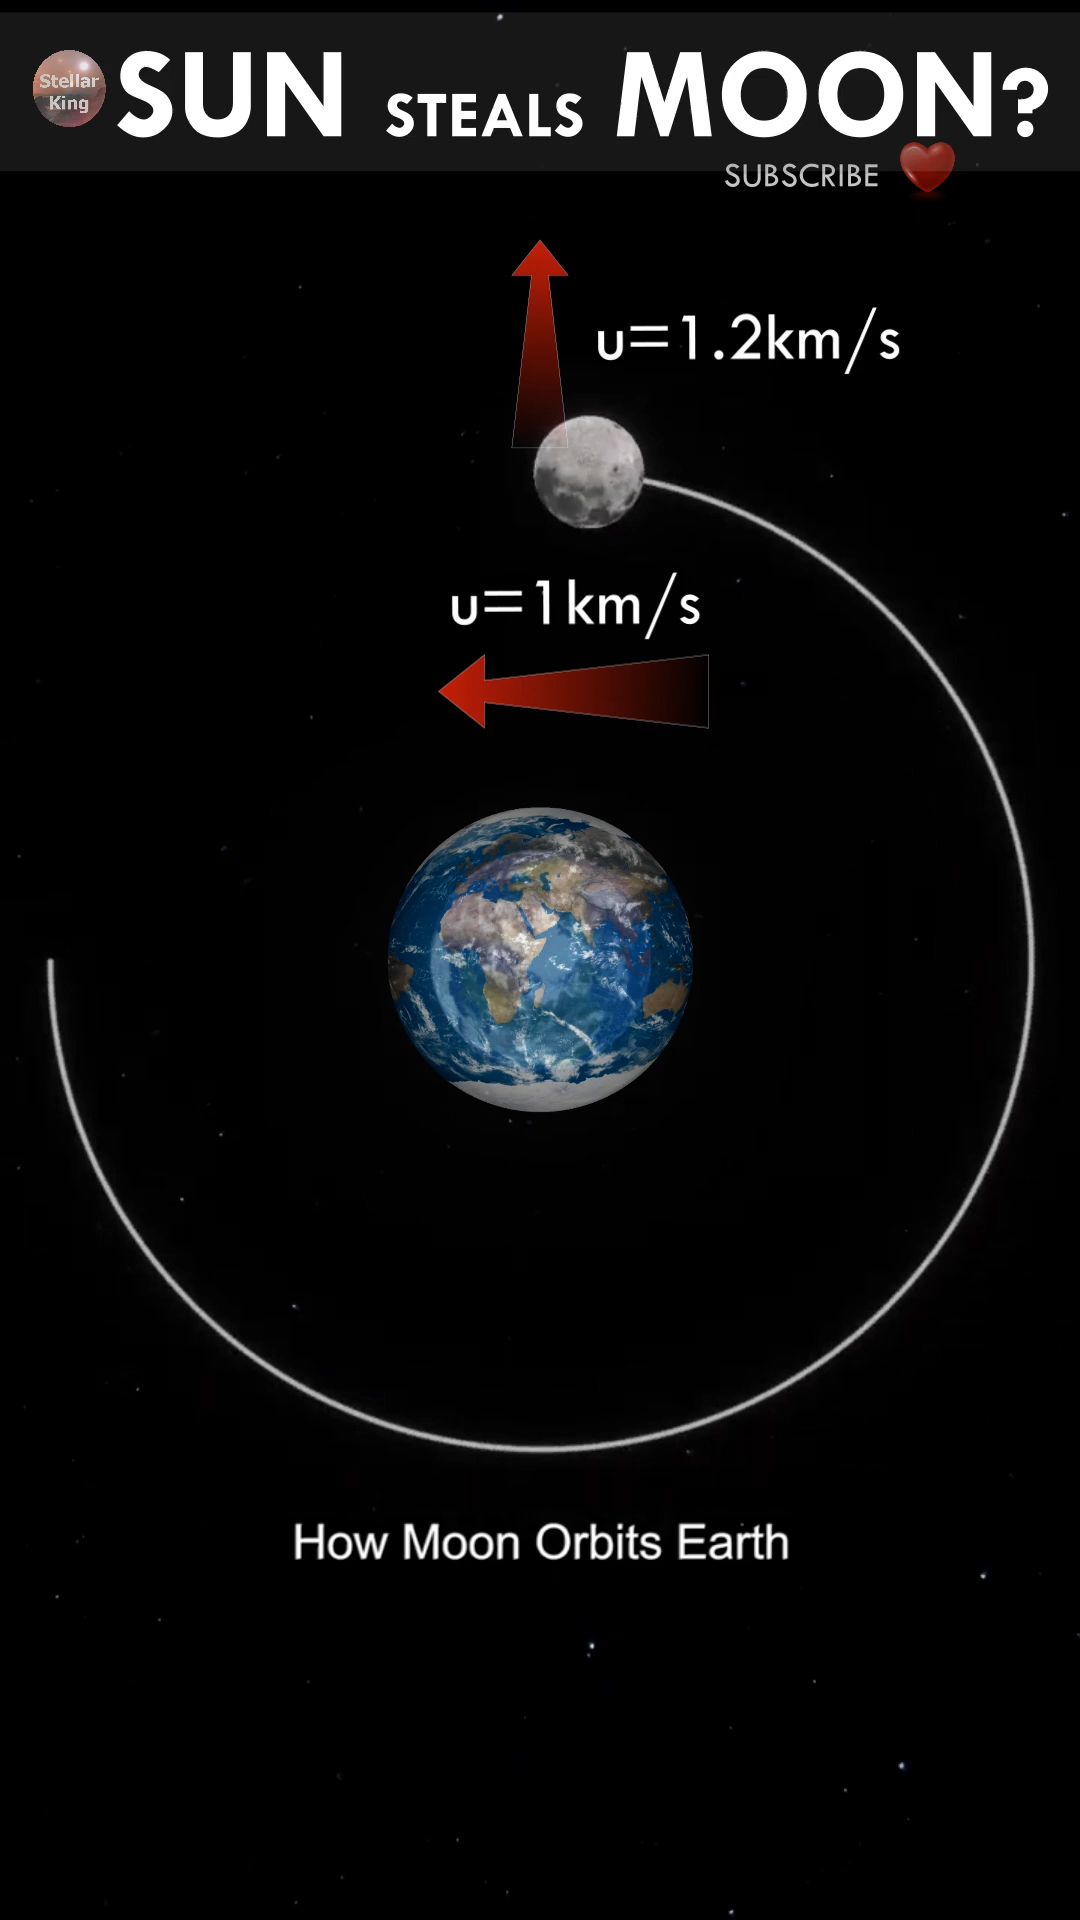 Stellar
King
SUN STEALS MOON?
SUBSCRIBE
υ=1.2km/s
υ=1km/s
How Moon Orbits Earth